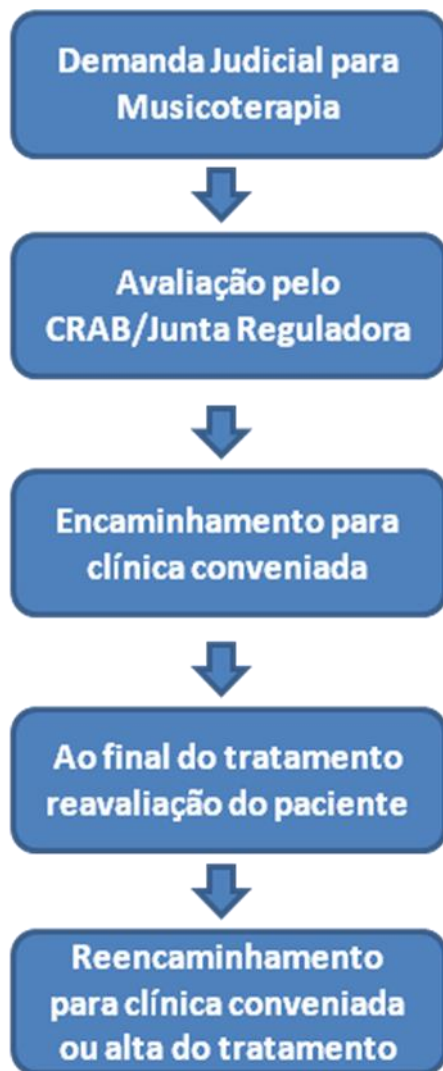 Demanda Judicial para
Musicoterapia
Avaliação pelo
CRAB/Junta Reguladora
Encaminhamento para
clínica conveniada
Ao final do tratamento
reavaliação do paciente
Reencaminhamento
para clínica conveniada
ou alta do tratamento